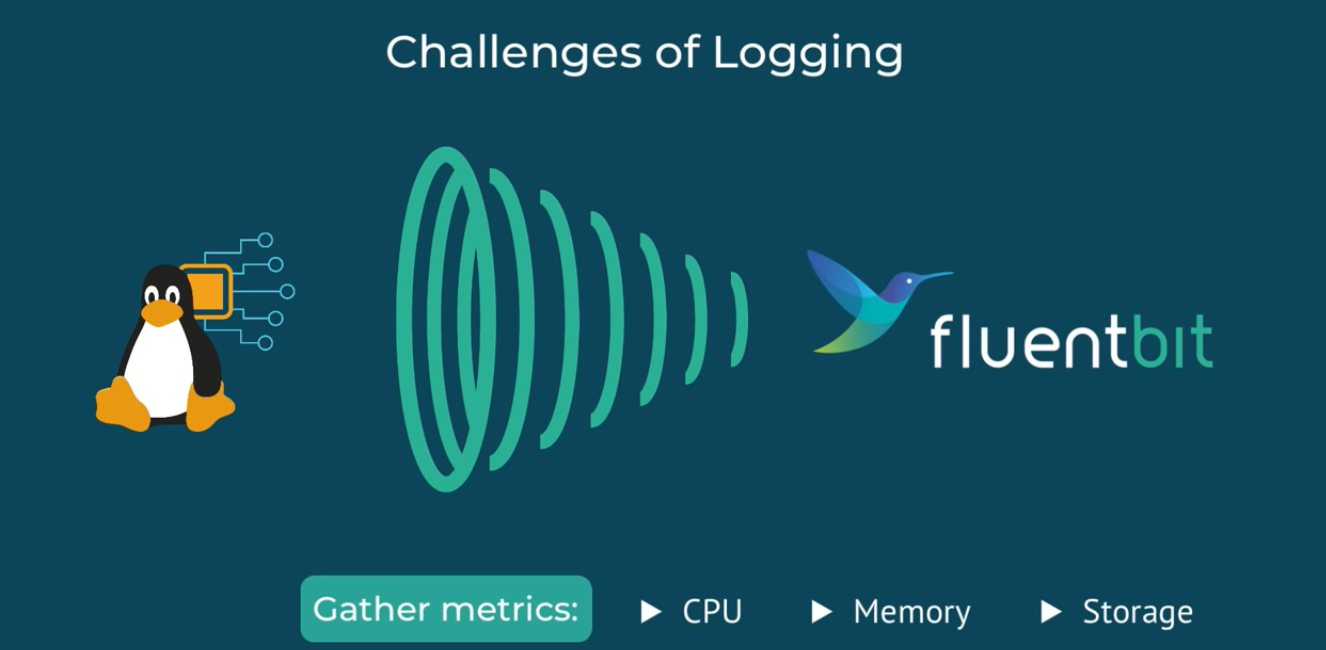 Challenges of Logging
fluentbit
Gather metrics: ▶ CPU ▶ Memory ▶ Storage